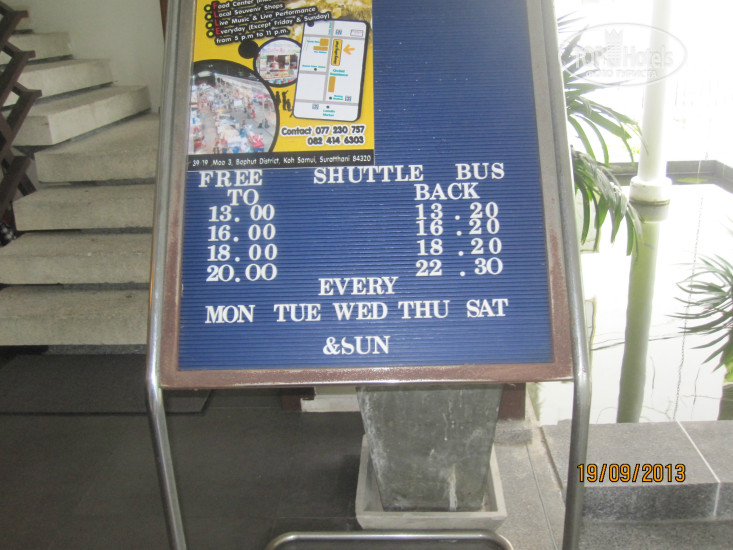 Food Center
Local Souvenir Shops
Live Music & Live Performance
Everyday (Except Friday & Sunday)
from 5 p.m to 11 p.m.
Contact 077 230 757
082 414 6303
39/19 ,Moo 3, Bophut District, Koh Samui, Suratthani 84320
FREE SHUTTLE BUS
TO BACK
13.00 13.20
16.00 16.20
18.00 18.20
20.00 22.30
EVERY
MON TUE WED THU SAT
&SUN
19/09/2013